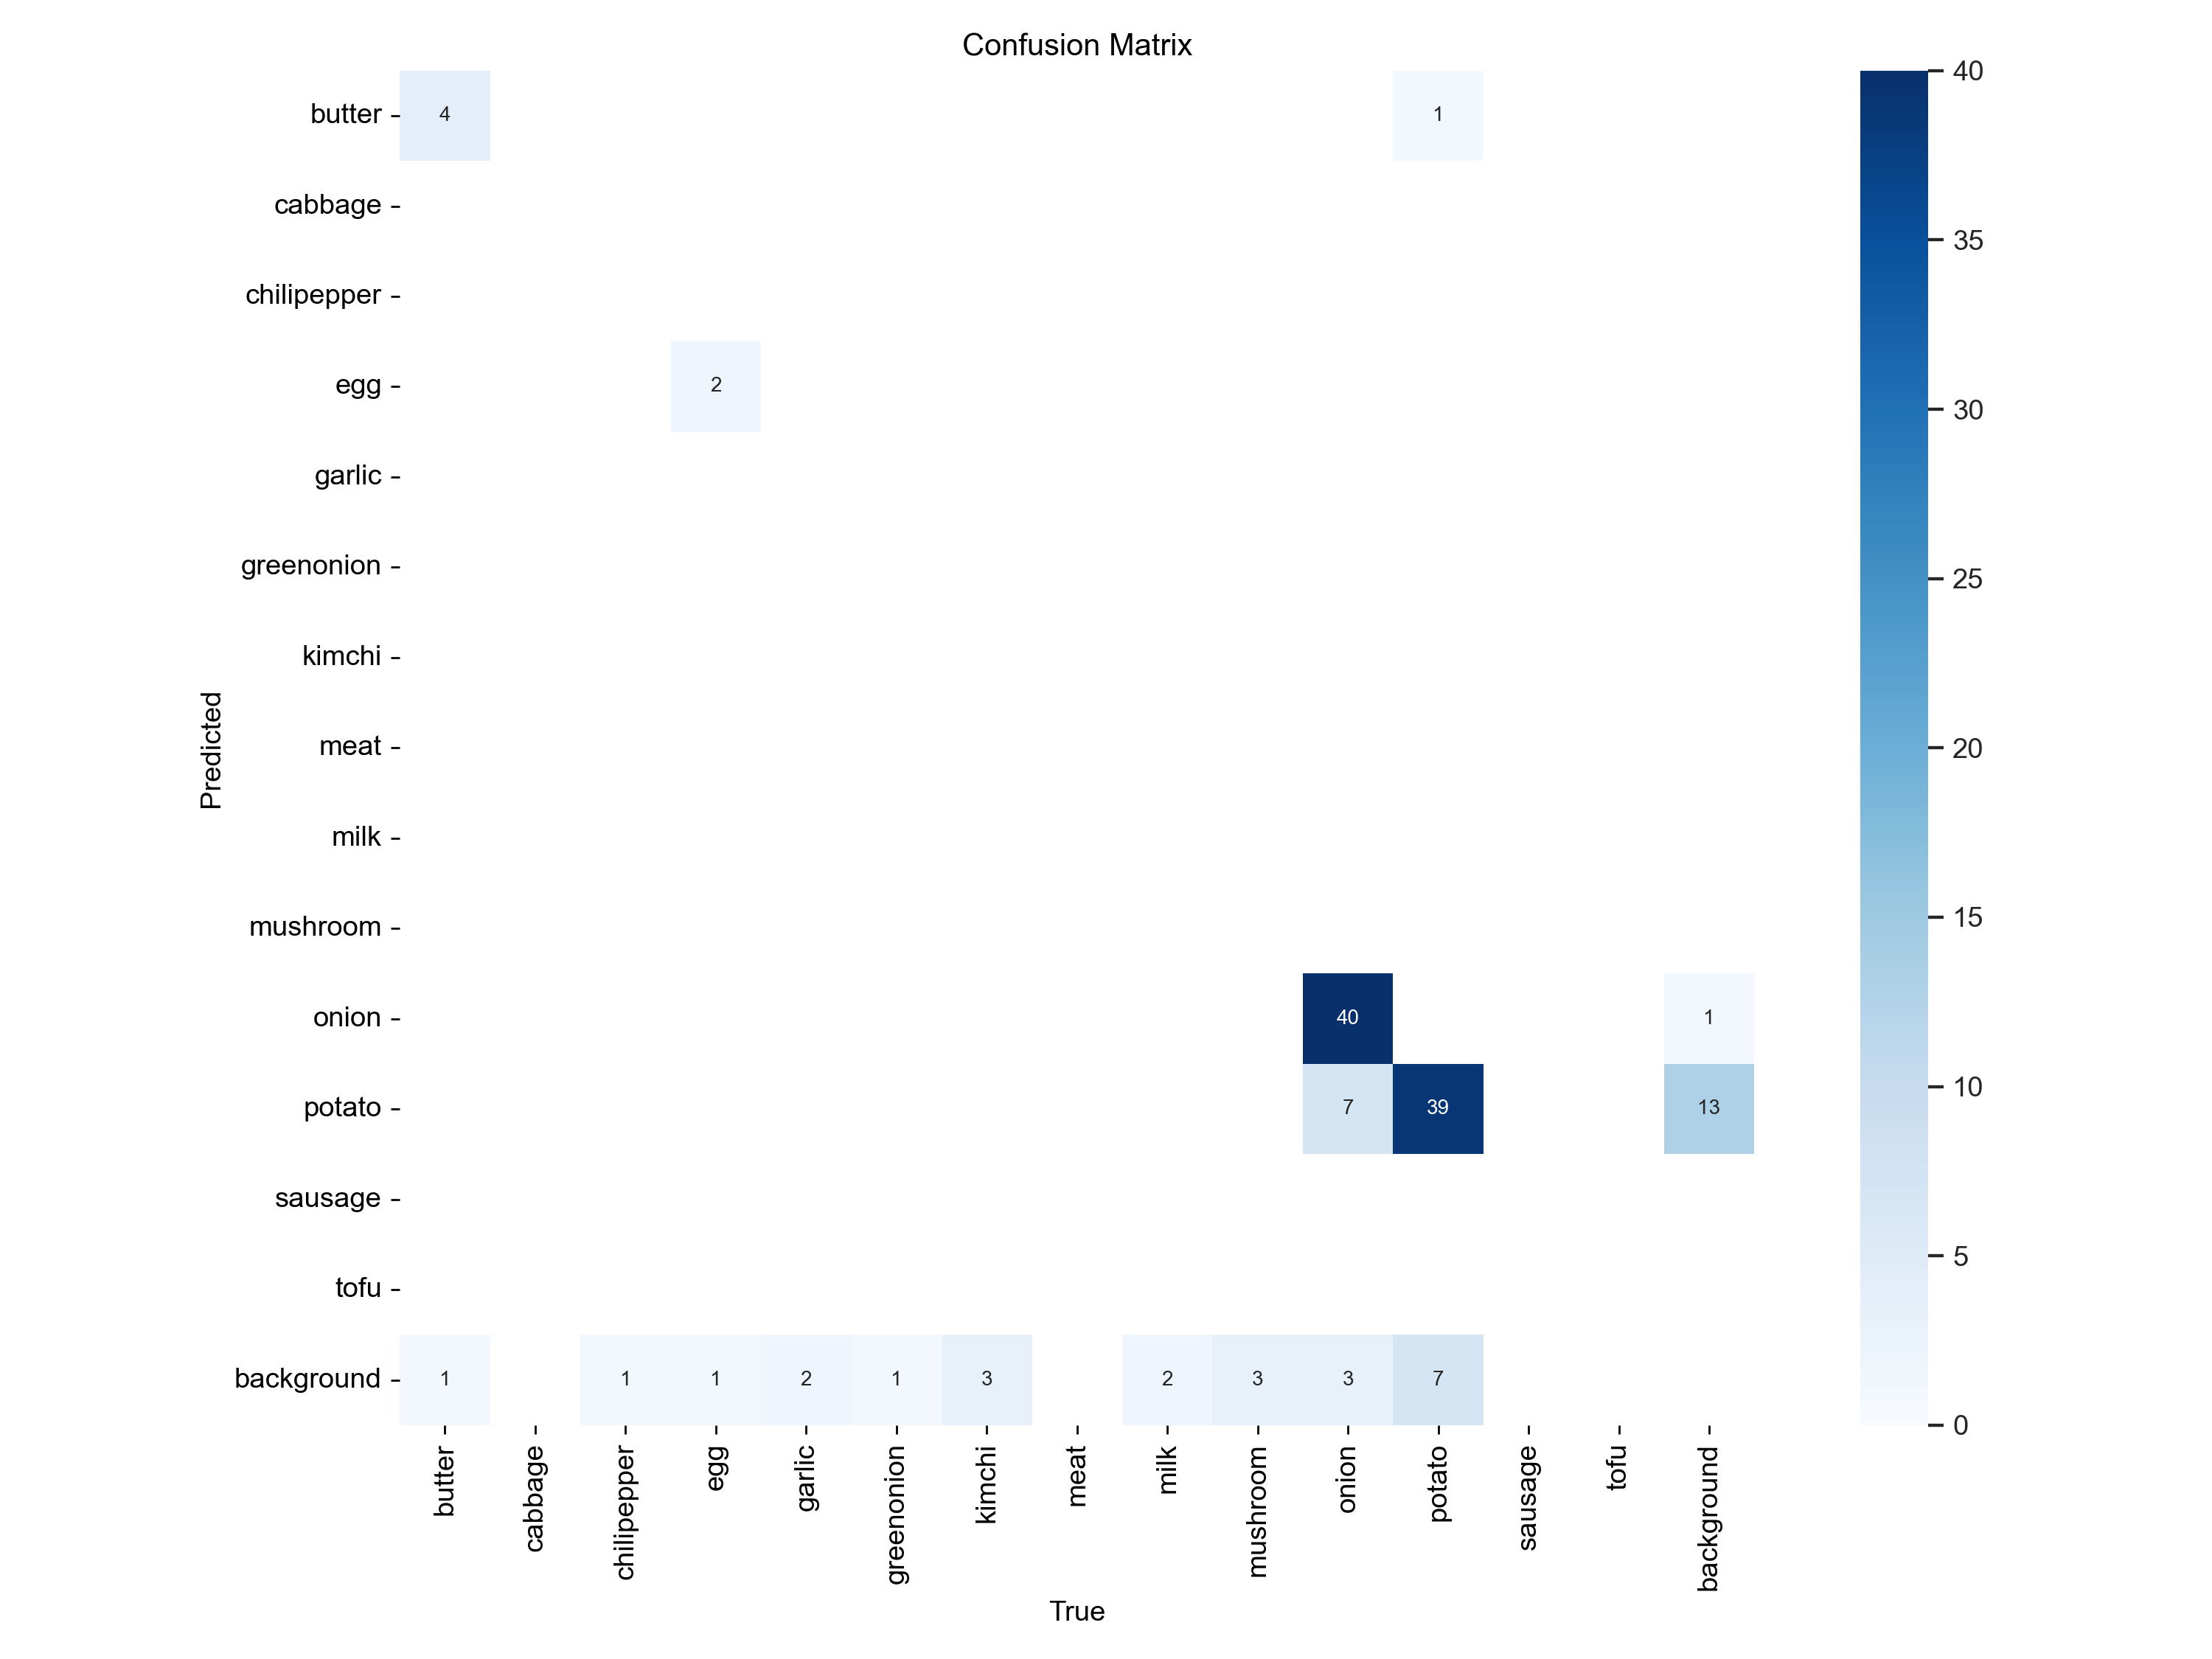 Confusion Matrix
Predicted
butter 4 1
cabbage
chilipepper
egg 2
garlic
greenonion
kimchi
meat
milk
mushroom
onion 40 1
potato 7 39 13
sausage
tofu
background 1 1 1 2 1 3 2 3 3 7
butter cabbage chilipepper egg garlic greenonion kimchi meat milk mushroom onion potato sausage tofu background
True
40
35
30
25
20
15
10
5
0